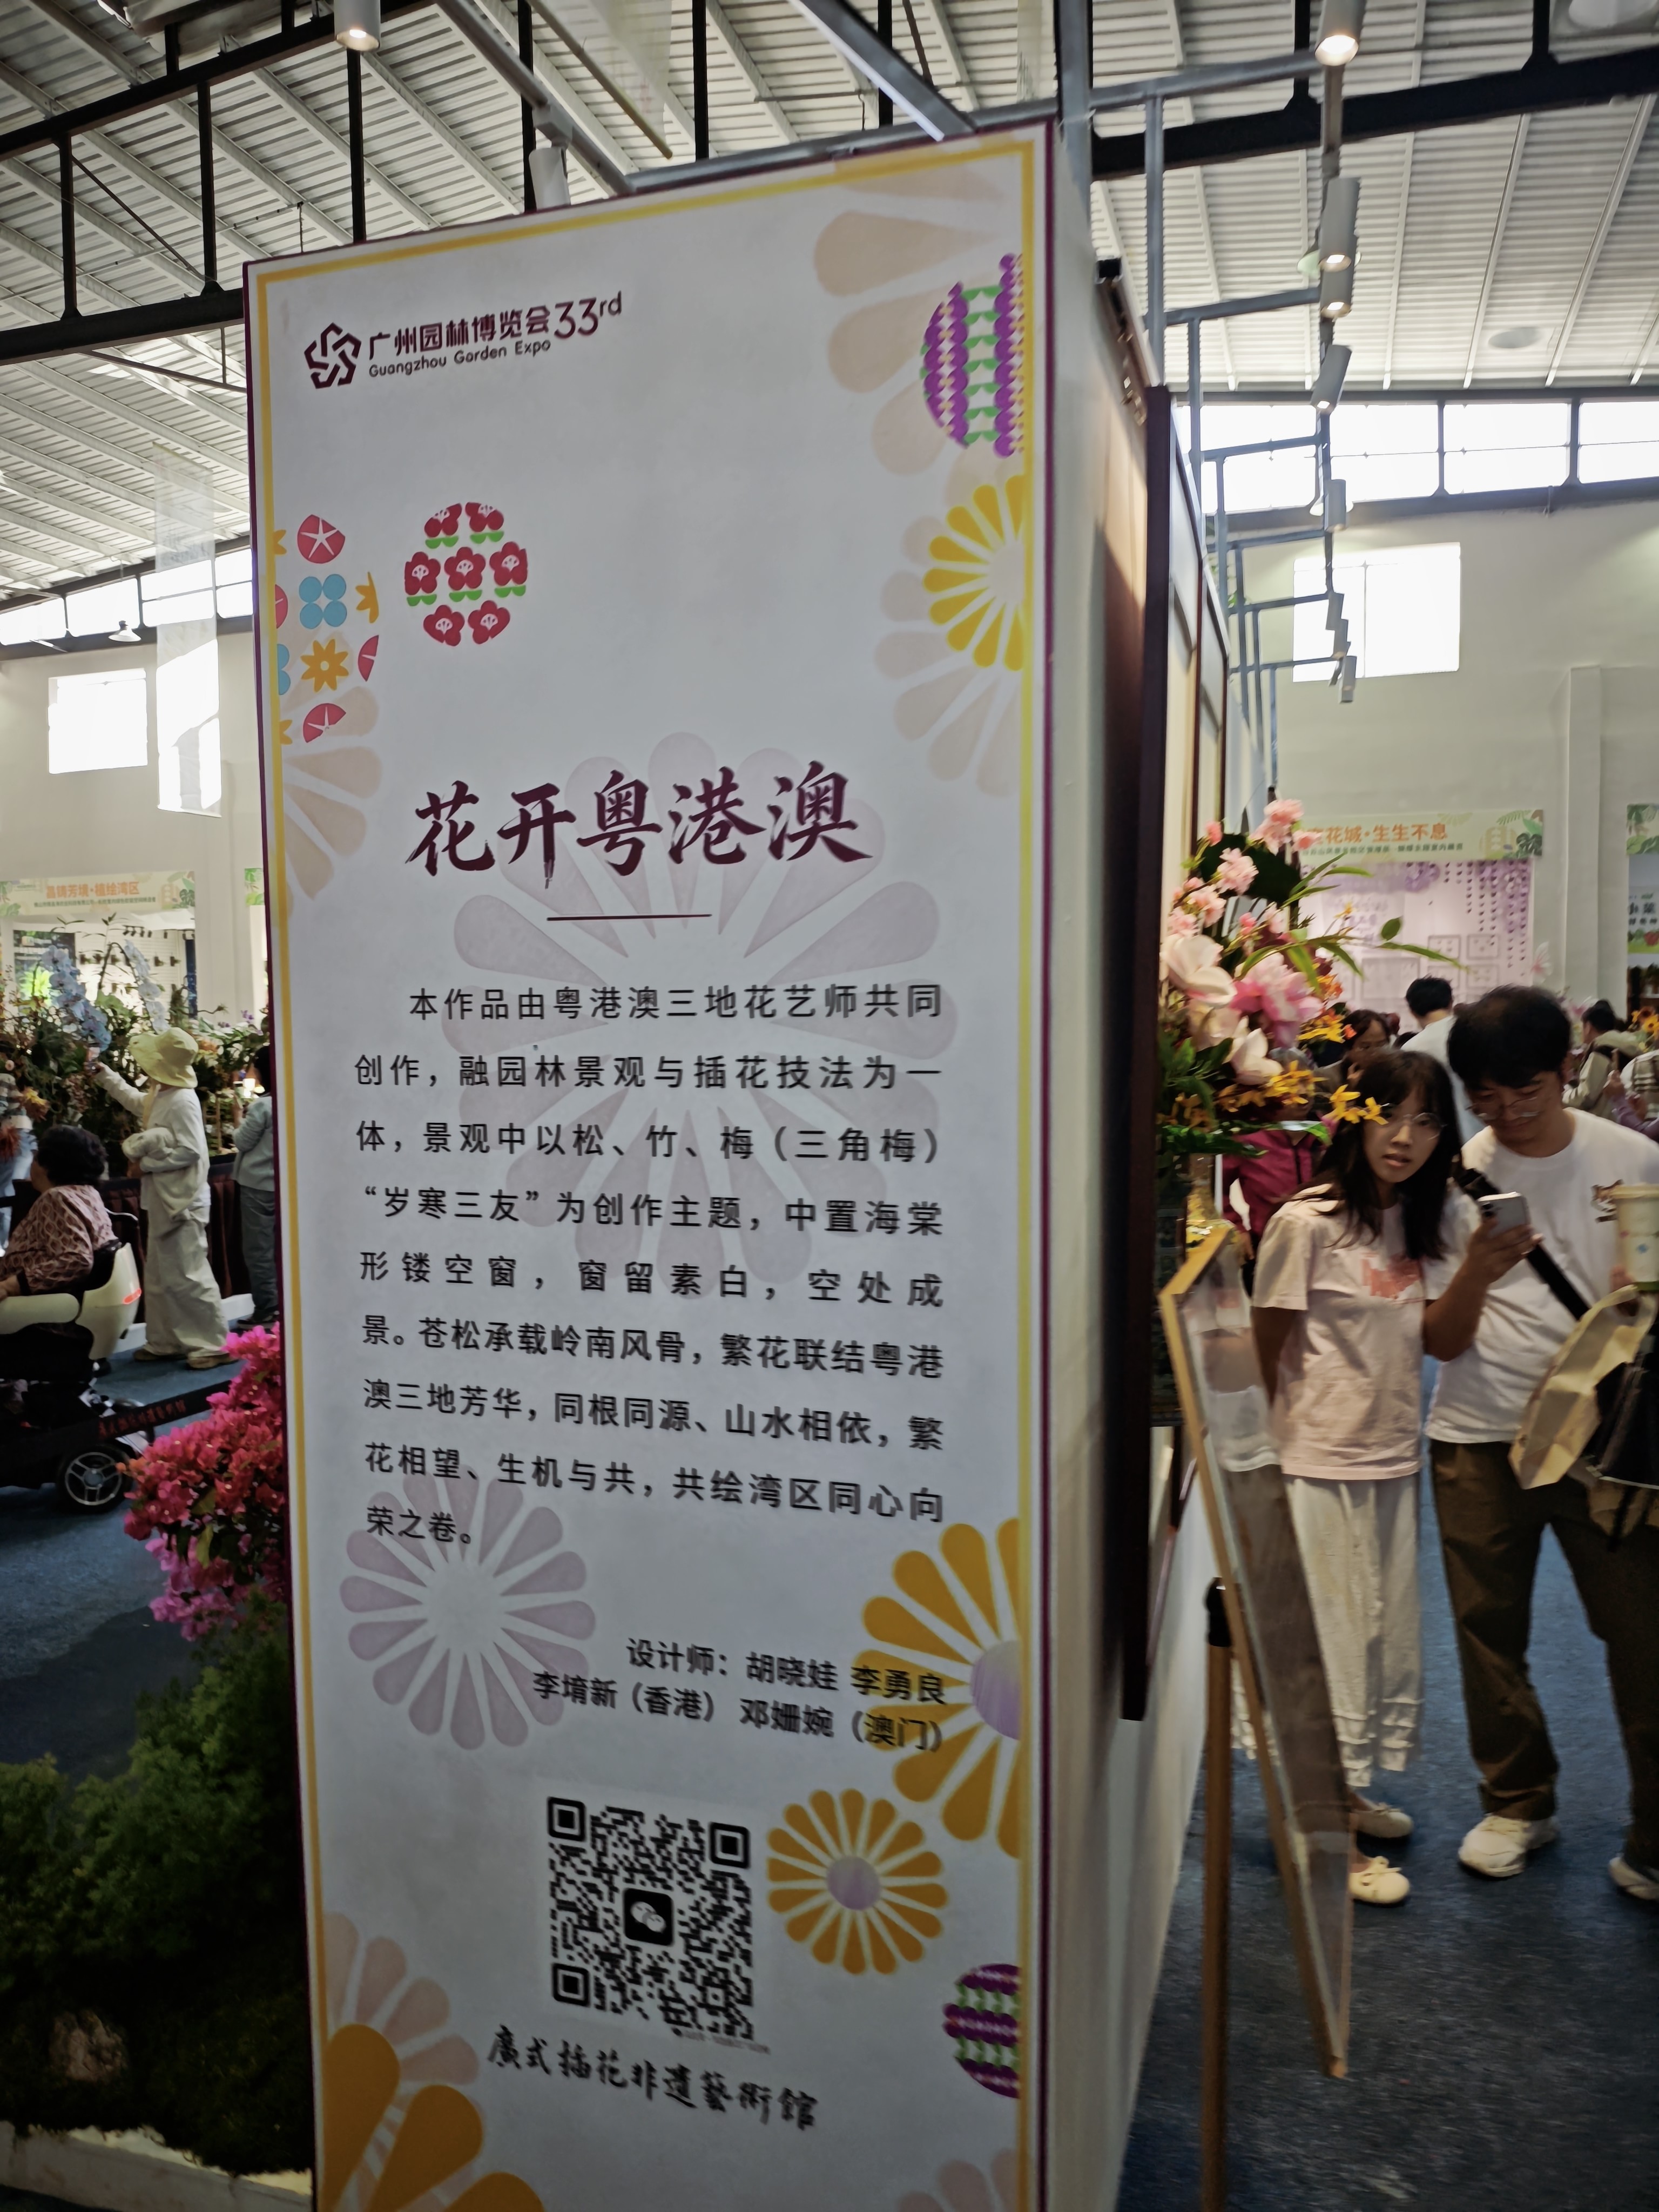 广州园林博览会33rd
Guangzhou Garden Expo
花开粤港澳
本作品由粤港澳三地花艺师共同
创作，融园林景观与插花技法为一
体，景观中以松、竹、梅（三角梅）
“岁寒三友”为创作主题，中置海棠
形镂空窗，窗留素白，空处成
景。苍松承载岭南风骨，繁花联结粤港
澳三地芳华，同根同源、山水相依，繁
花相望、生机与共，共绘湾区同心向
荣之卷。
设计师：胡晓娃 李勇良
李堉新（香港） 邓姗婉（澳门）
廣式插花非遺藝術館
花城·生生不息